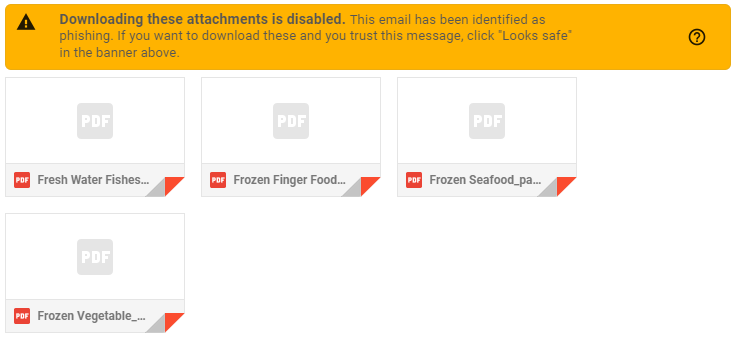 Downloading these attachments is disabled. This email has been identified as
phishing. If you want to download these and you trust this message, click "Looks safe"
in the banner above.
PDF PDF PDF
PDF Fresh Water Fishes... PDF Frozen Finger Food... PDF Frozen Seafood_pa...
PDF
PDF Frozen Vegetable_...